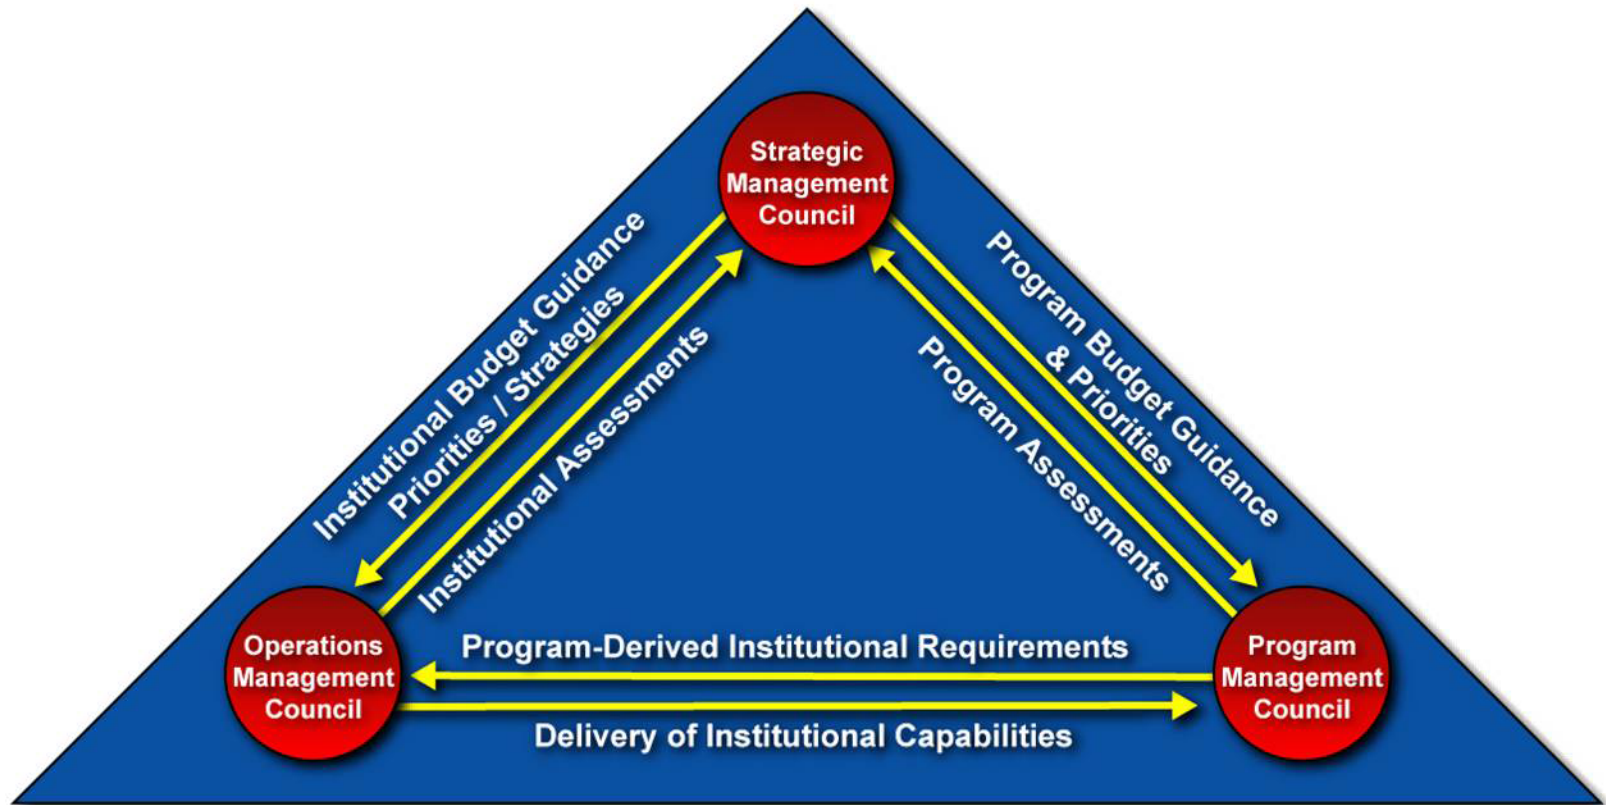 Strategic
Management
Council
Institutional Budget Guidance
Priorities / Strategies
Institutional Assessments
Program Budget Guidance
& Priorities
Program Assessments
Operations
Management
Council
Program-Derived Institutional Requirements
Delivery of Institutional Capabilities
Program
Management
Council